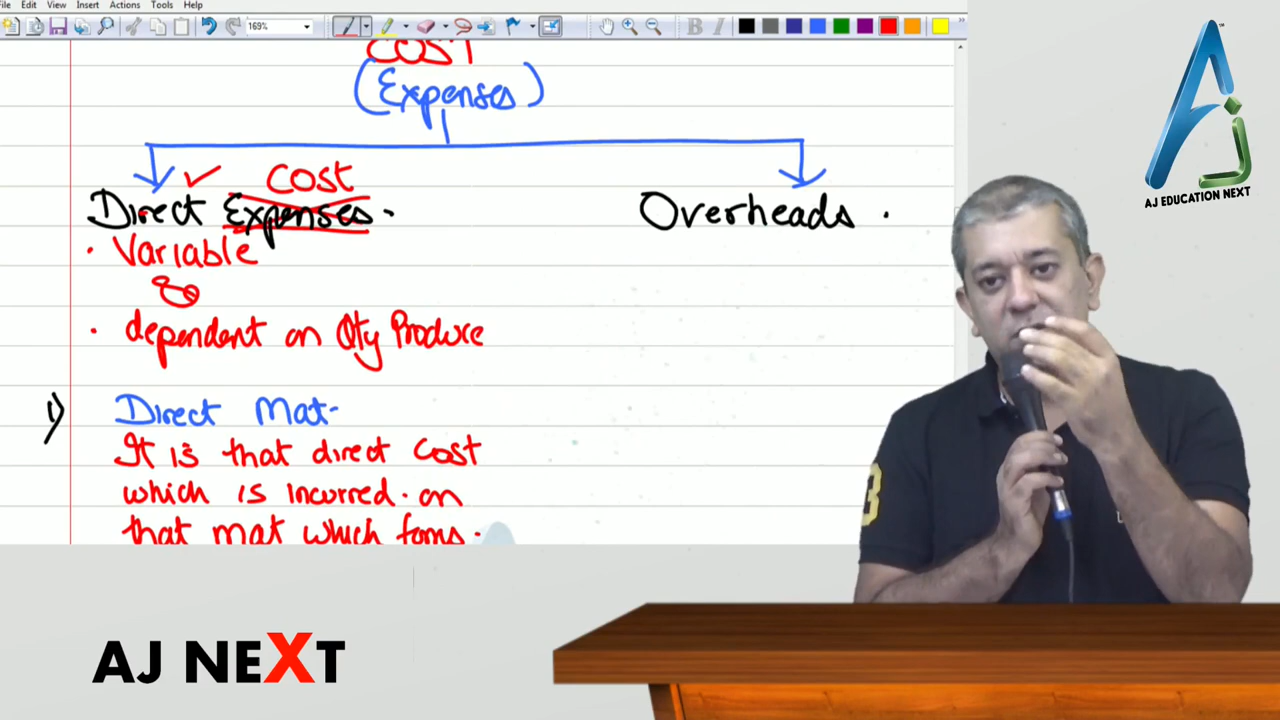 File Edit View Insert Actions Tools Help
169%
COST
(Expenses)
Cost
Direct Expenses.
Overheads.
• Variable
• dependent on Qty Produce
1) Direct Mat-
It is that direct cost
which is incurred on
that mat which forms
AJ EDUCATION NEXT
3
AJ NEXT